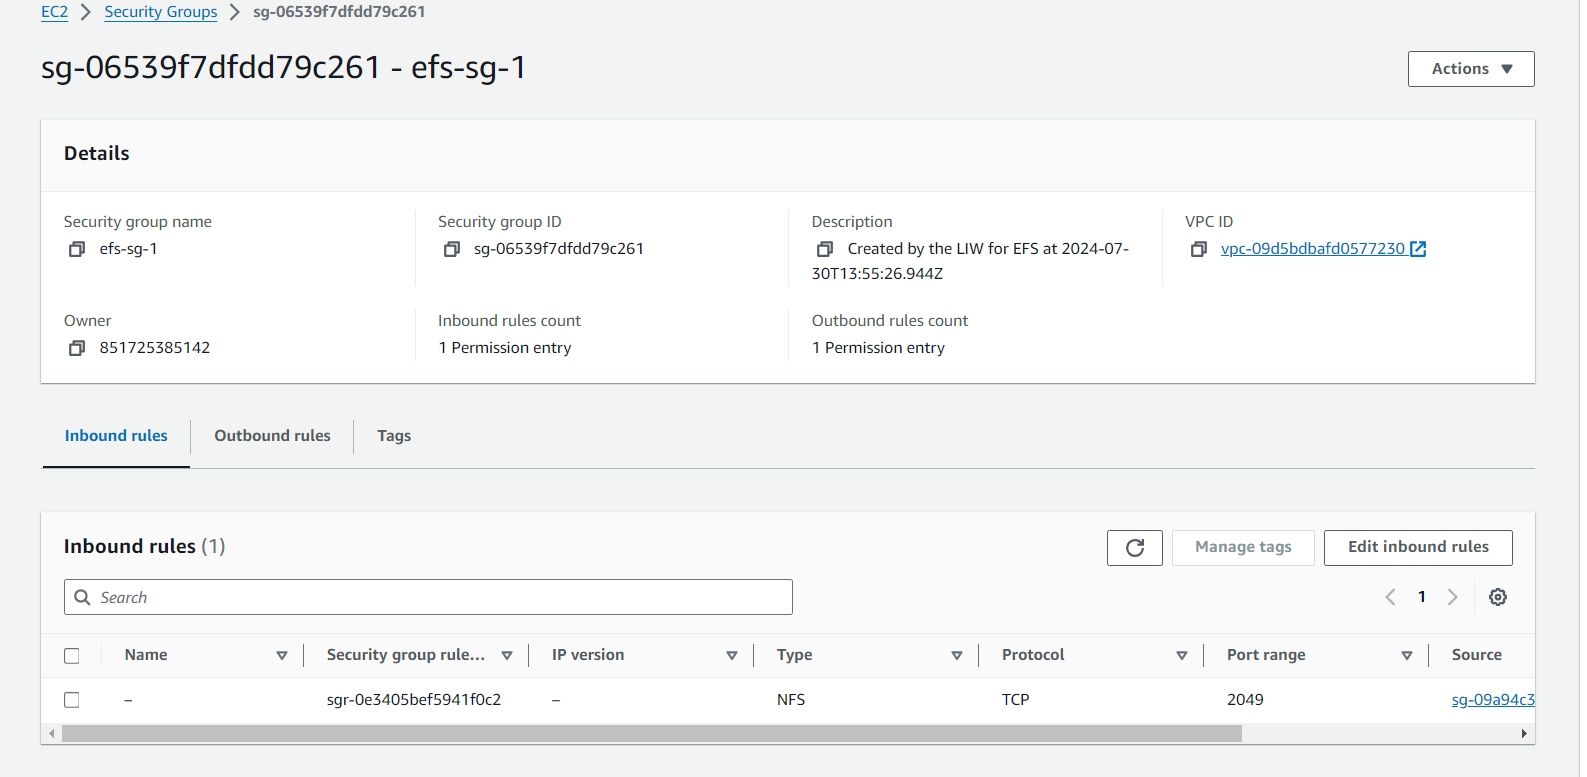 EC2 > Security Groups > sg-06539f7dfdd79c261
sg-06539f7dfdd79c261 - efs-sg-1
Actions
Details
Security group name
efs-sg-1
Security group ID
sg-06539f7dfdd79c261
Description
Created by the LIW for EFS at 2024-07-
30T13:55:26.944Z
VPC ID
vpc-09d5bdbafd0577230
Owner
851725385142
Inbound rules count
1 Permission entry
Outbound rules count
1 Permission entry
Inbound rules
Outbound rules
Tags
Inbound rules (1)
Manage tags
Edit inbound rules
Search
1
Name Security group rule... IP version Type Protocol Port range Source
– sgr-0e3405bef5941f0c2 – NFS TCP 2049 sg-09a94c3